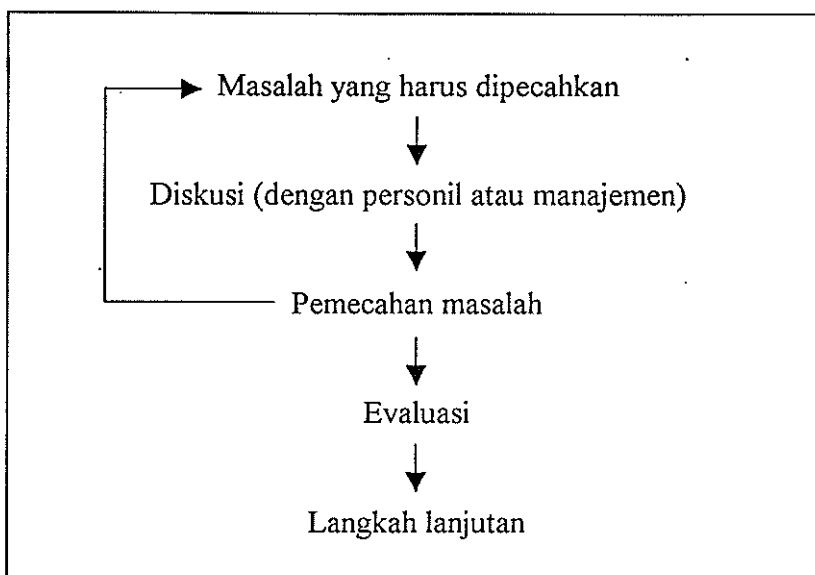 Masalah yang harus dipecahkan
Diskusi (dengan personil atau manajemen)
Pemecahan masalah
Evaluasi
Langkah lanjutan